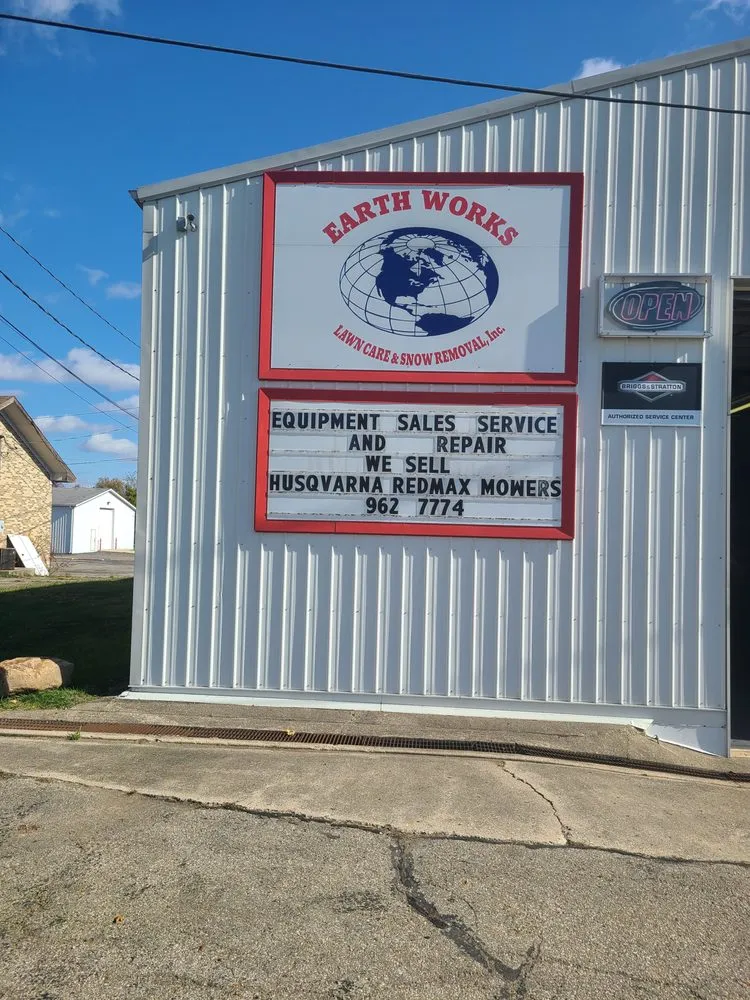 EARTH WORKS
LAWN CARE & SNOW REMOVAL, Inc.
OPEN
BRIGGS & STRATTON
AUTHORIZED SERVICE CENTER
EQUIPMENT SALES SERVICE
AND REPAIR
WE SELL
HUSQVARNA REDMAX MOWERS
962 7774